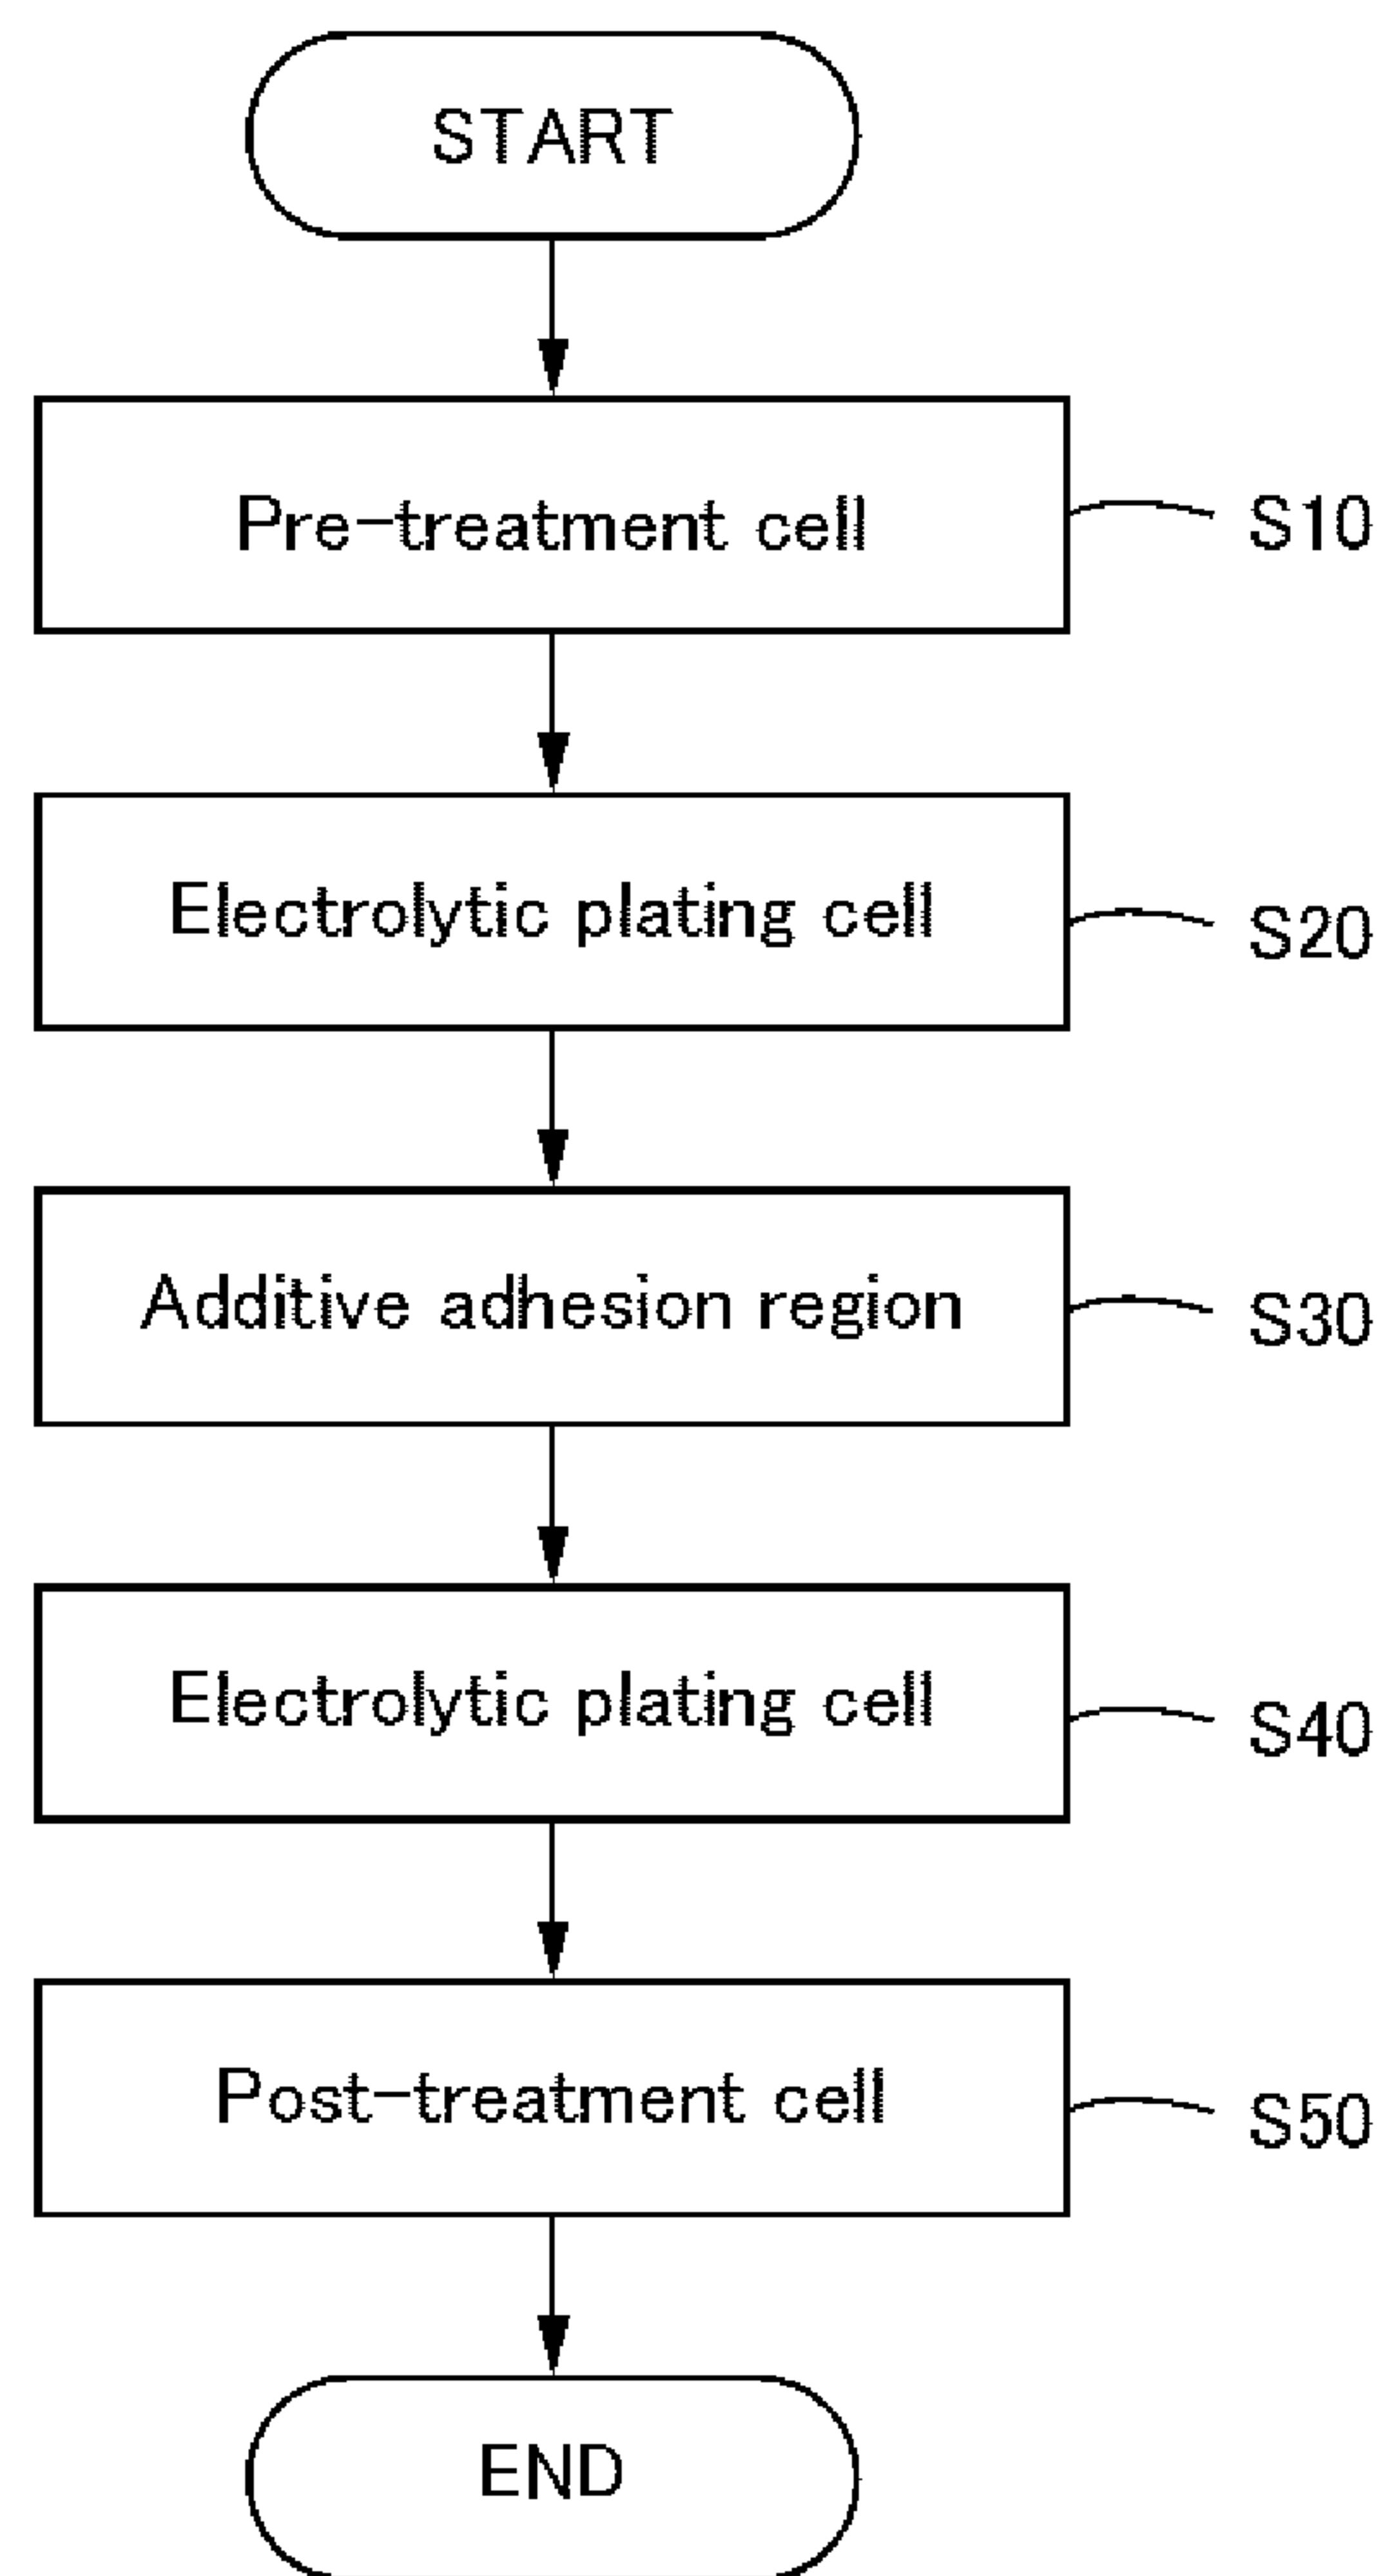 START
Pre-treatment cell
S10
Electrolytic plating cell
S20
Additive adhesion region
S30
Electrolytic plating cell
S40
Post-treatment cell
S50
END